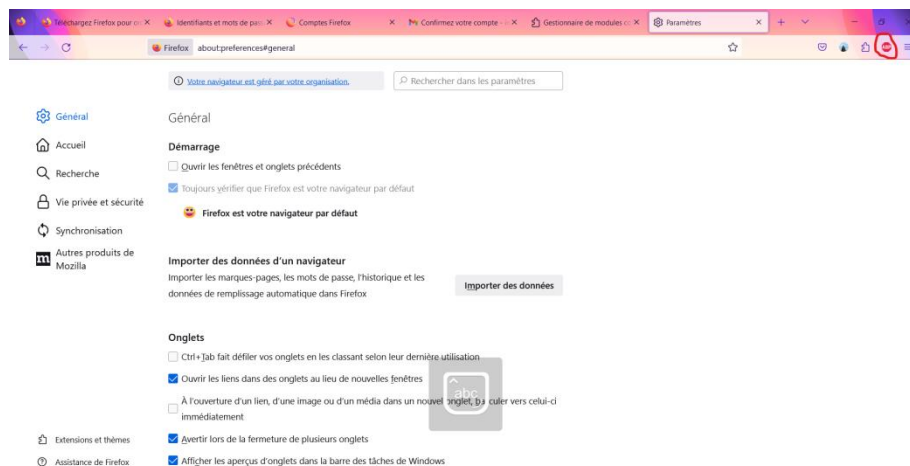 Téléchargez Firefox pour or
Identifiants et mots de pass
Comptes Firefox
Confirmez votre compte -
Gestionnaire de modules co
Paramètres
Firefox
about:preferences#general
Votre navigateur est géré par votre organisation.
Rechercher dans les paramètres
Général
Accueil
Recherche
Vie privée et sécurité
Synchronisation
Autres produits de
Mozilla
Extensions et thèmes
Assistance de Firefox
Général
Démarrage
Ouvrir les fenêtres et onglets précédents
Toujours vérifier que Firefox est votre navigateur par défaut
Firefox est votre navigateur par défaut
Importer des données d'un navigateur
Importer les marques-pages, les mots de passe, l'historique et les
données de remplissage automatique dans Firefox
Importer des données
Onglets
Ctrl+Tab fait défiler vos onglets en les classant selon leur dernière utilisation
Ouvrir les liens dans des onglets au lieu de nouvelles fenêtres
À l'ouverture d'un lien, d'une image ou d'un média dans un nouvel onglet, basculer vers celui-ci
immédiatement
abc
Avertir lors de la fermeture de plusieurs onglets
Afficher les aperçus d'onglets dans la barre des tâches de Windows